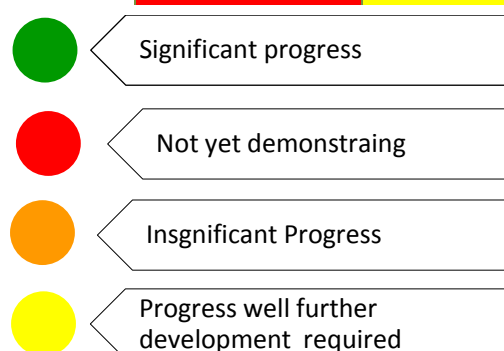 Significant progress
Not yet demonstraing
Insgnificant Progress
Progress well further
development required